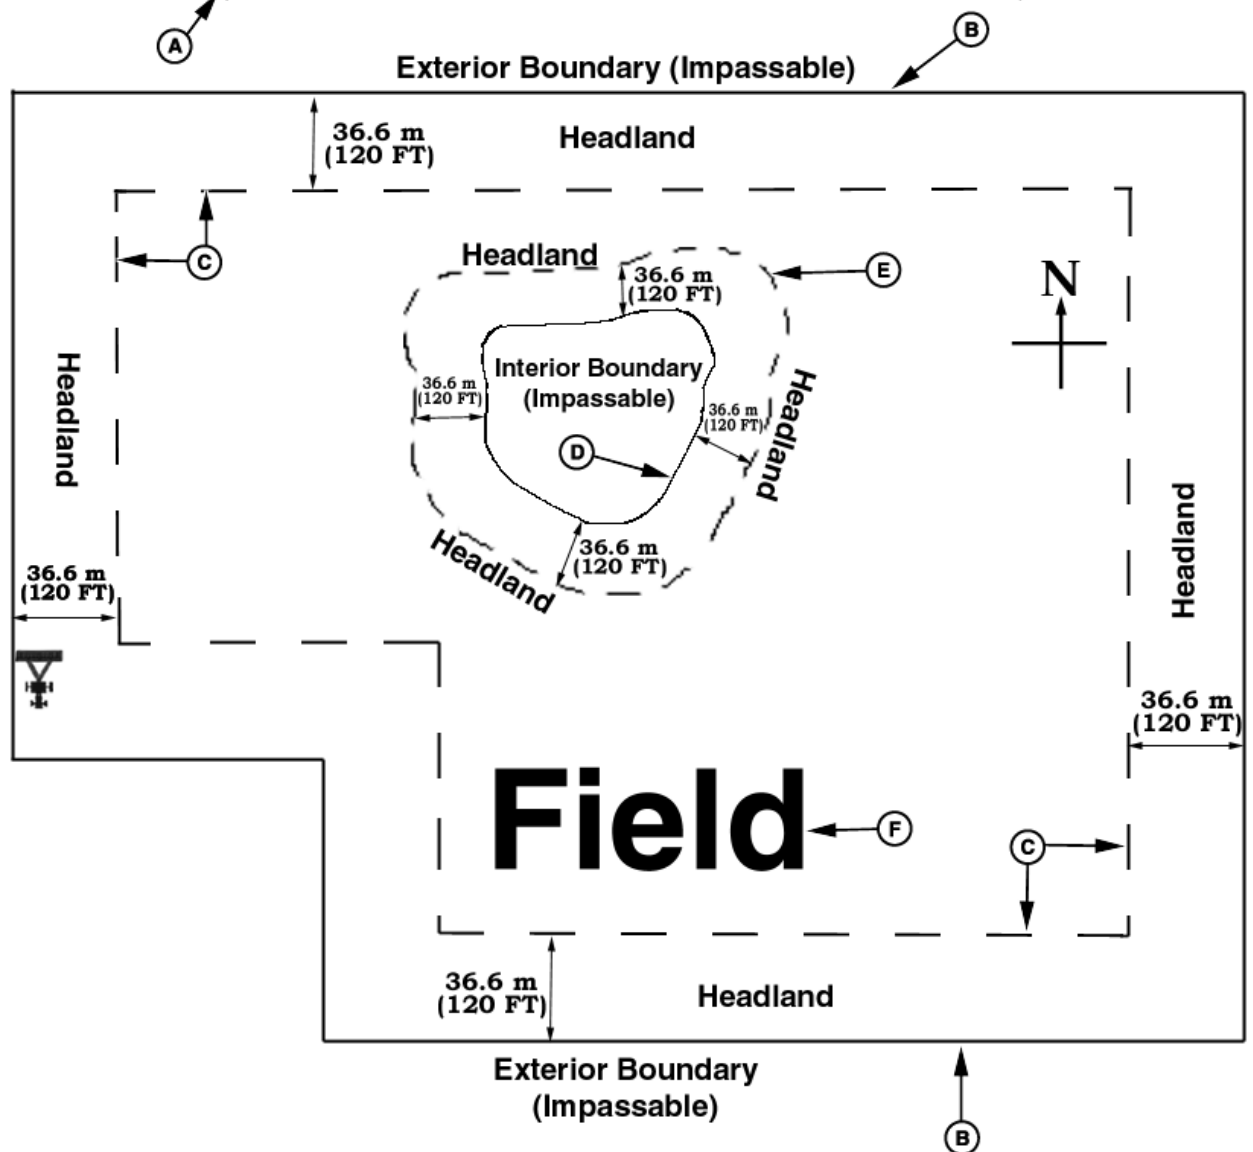 A
B
Exterior Boundary (Impassable)
36.6 m
(120 FT)
Headland
C
Headland
36.6 m
(120 FT)
E
N
Interior Boundary
(Impassable)
36.6 m
(120 FT)
36.6 m
(120 FT)
Headland
Headland
D
Headland
36.6 m
(120 FT)
Headland
36.6 m
(120 FT)
Headland
36.6 m
(120 FT)
Field
F
C
36.6 m
(120 FT)
Headland
Exterior Boundary
(Impassable)
B